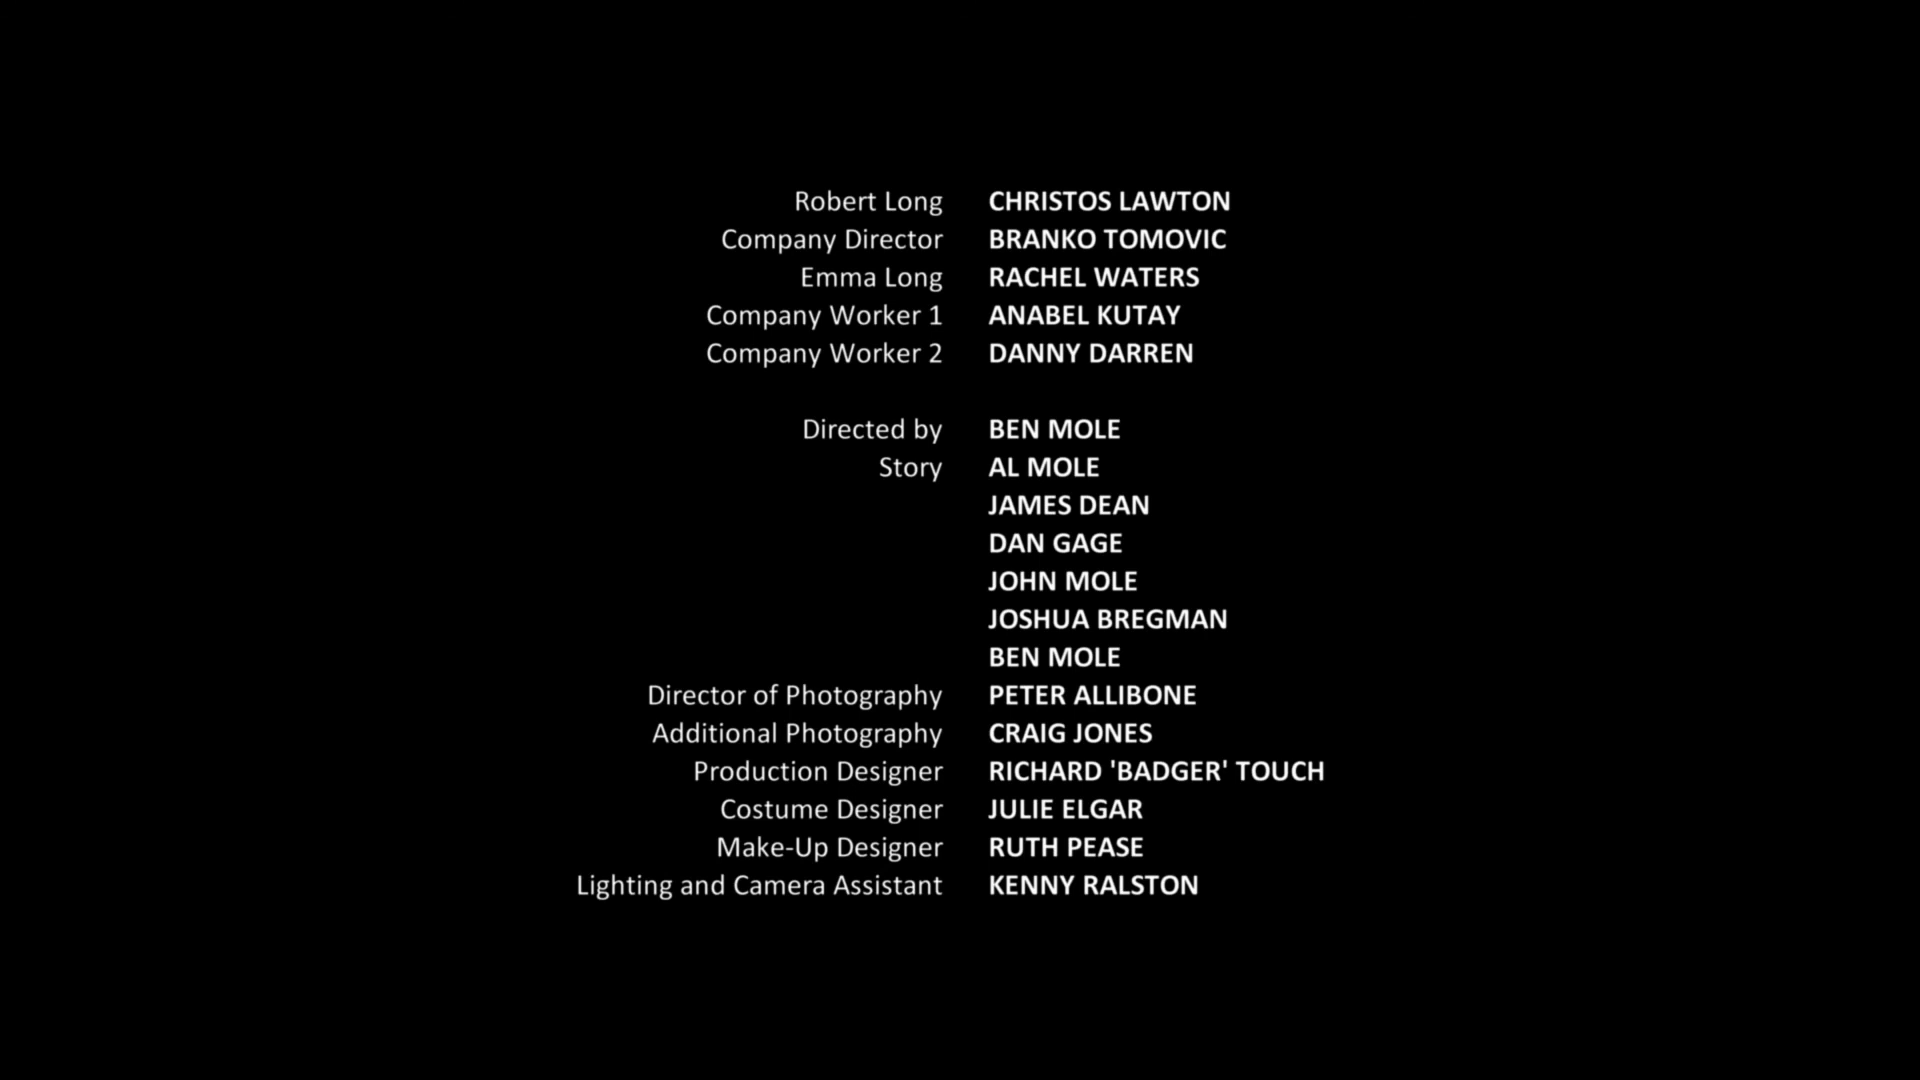 Robert Long CHRISTOS LAWTON
Company Director BRANKO TOMOVIC
Emma Long RACHEL WATERS
Company Worker 1 ANABEL KUTAY
Company Worker 2 DANNY DARREN
Directed by BEN MOLE
Story AL MOLE
JAMES DEAN
DAN GAGE
JOHN MOLE
JOSHUA BREGMAN
BEN MOLE
Director of Photography PETER ALLIBONE
Additional Photography CRAIG JONES
Production Designer RICHARD 'BADGER' TOUCH
Costume Designer JULIE ELGAR
Make-Up Designer RUTH PEASE
Lighting and Camera Assistant KENNY RALSTON